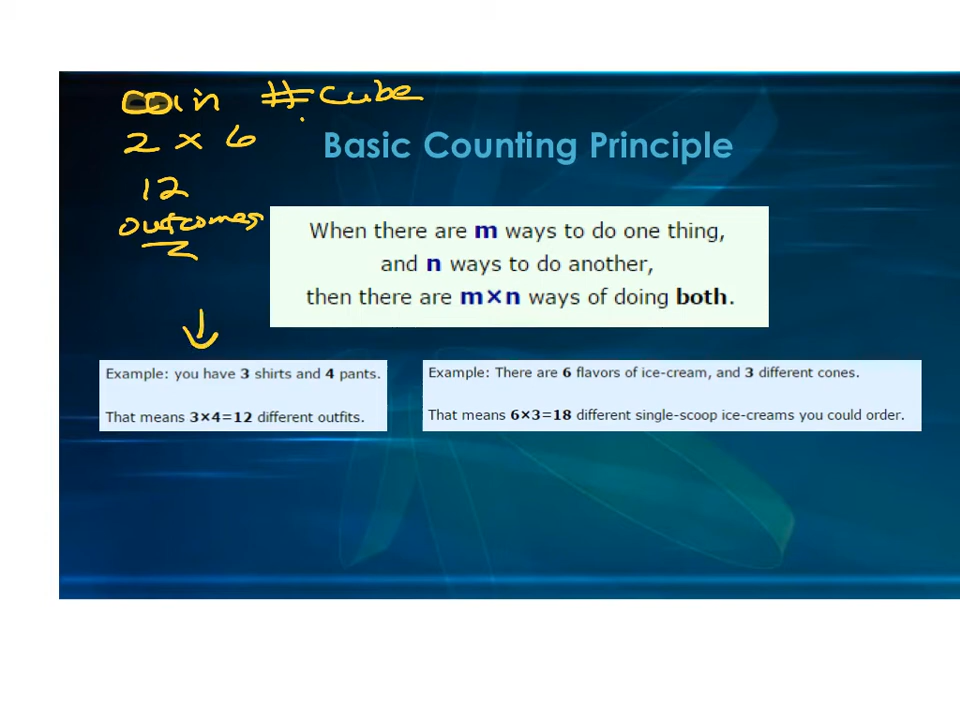 coin # cube
2 × 6
12
outcomes
Basic Counting Principle
When there are m ways to do one thing,
and n ways to do another,
then there are m×n ways of doing both.
Example: you have 3 shirts and 4 pants.
That means 3×4=12 different outfits.
Example: There are 6 flavors of ice-cream, and 3 different cones.
That means 6×3=18 different single-scoop ice-creams you could order.